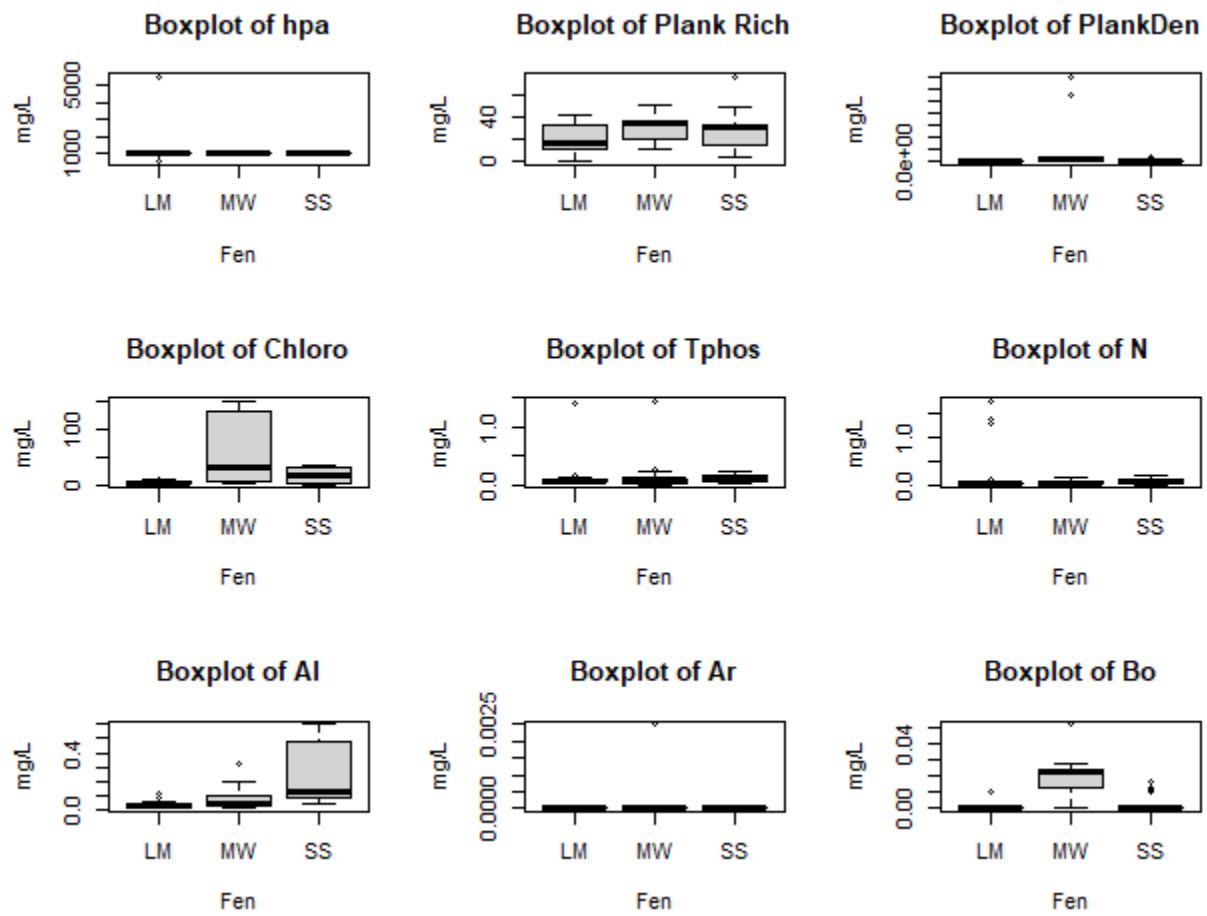 Boxplot of hpa
mg/L
5000
1000
LM MW SS
Fen
Boxplot of Plank Rich
mg/L
40
0
LM MW SS
Fen
Boxplot of PlankDen
mg/L
0.0e+00
LM MW SS
Fen
Boxplot of Chloro
mg/L
100
0
LM MW SS
Fen
Boxplot of Tphos
mg/L
1.0
0.0
LM MW SS
Fen
Boxplot of N
mg/L
1.0
0.0
LM MW SS
Fen
Boxplot of Al
mg/L
0.4
0.0
LM MW SS
Fen
Boxplot of Ar
mg/L
0.0025
0.0000
LM MW SS
Fen
Boxplot of Bo
mg/L
0.04
0.00
LM MW SS
Fen